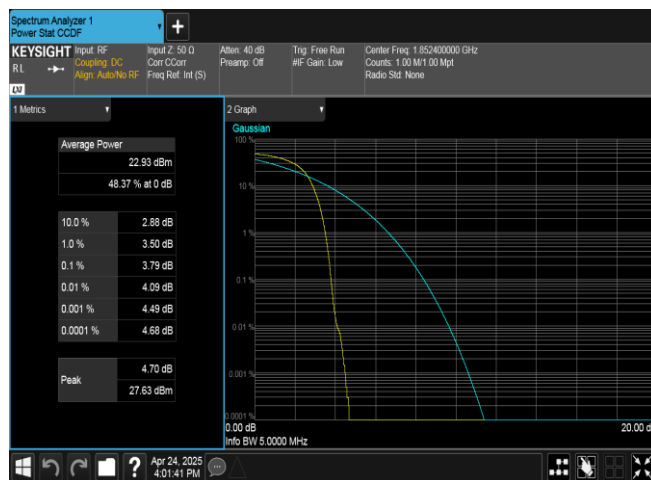 Spectrum Analyzer 1
Power Stat CCDF
+
KEYSIGHT
RL
LXI
Input: RF
Coupling: DC
Align: Auto/No RF
Input Z: 50 Ω
Corr CCorr
Freq Ref: Int (S)
Atten: 40 dB
Preamp: Off
Trig: Free Run
#IF Gain: Low
Center Freq: 1.852400000 GHz
Counts: 1.00 M/1.00 Mpt
Radio Std: None
1 Metrics
Average Power
22.93 dBm
48.37 % at 0 dB
10.0 % 2.88 dB
1.0 % 3.50 dB
0.1 % 3.79 dB
0.01 % 4.09 dB
0.001 % 4.49 dB
0.0001 % 4.68 dB
Peak
4.70 dB
27.63 dBm
2 Graph
Gaussian
100 %
10 %
1 %
0.1 %
0.01 %
0.001 %
0.0001 %
0.00 dB
20.00 d
Info BW 5.0000 MHz
?
Apr 24, 2025
4:01:41 PM